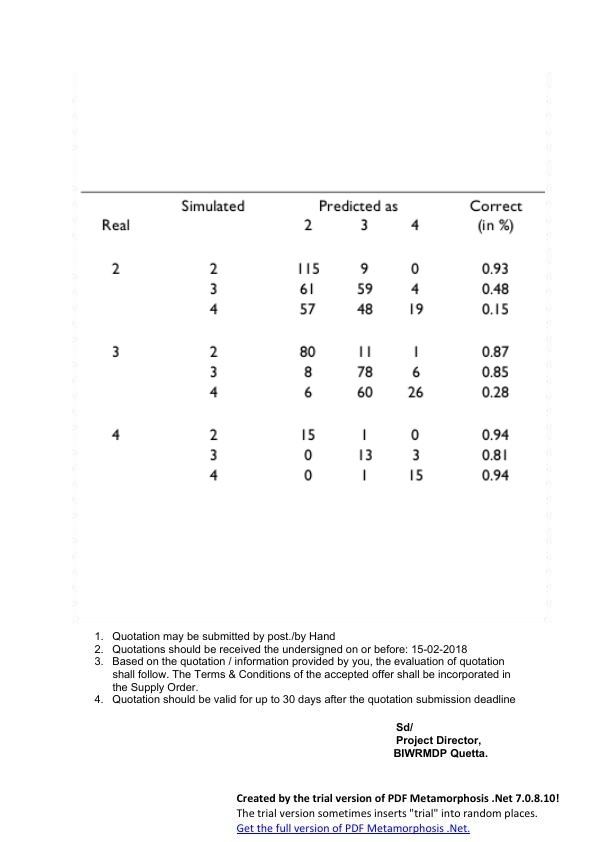 Simulated Predicted as Correct
Real 2 3 4 (in %)
2 2 115 9 0 0.93
3 61 59 4 0.48
4 57 48 19 0.15
3 2 80 11 1 0.87
3 8 78 6 0.85
4 6 60 26 0.28
4 2 15 1 0 0.94
3 0 13 3 0.81
4 0 1 15 0.94
1. Quotation may be submitted by post./by Hand
2. Quotations should be received the undersigned on or before: 15-02-2018
3. Based on the quotation / information provided by you, the evaluation of quotation
shall follow. The Terms & Conditions of the accepted offer shall be incorporated in
the Supply Order.
4. Quotation should be valid for up to 30 days after the quotation submission deadline
Sd/
Project Director,
BIWRMDP Quetta.
Created by the trial version of PDF Metamorphosis .Net 7.0.8.10!
The trial version sometimes inserts "trial" into random places.
Get the full version of PDF Metamorphosis .Net.